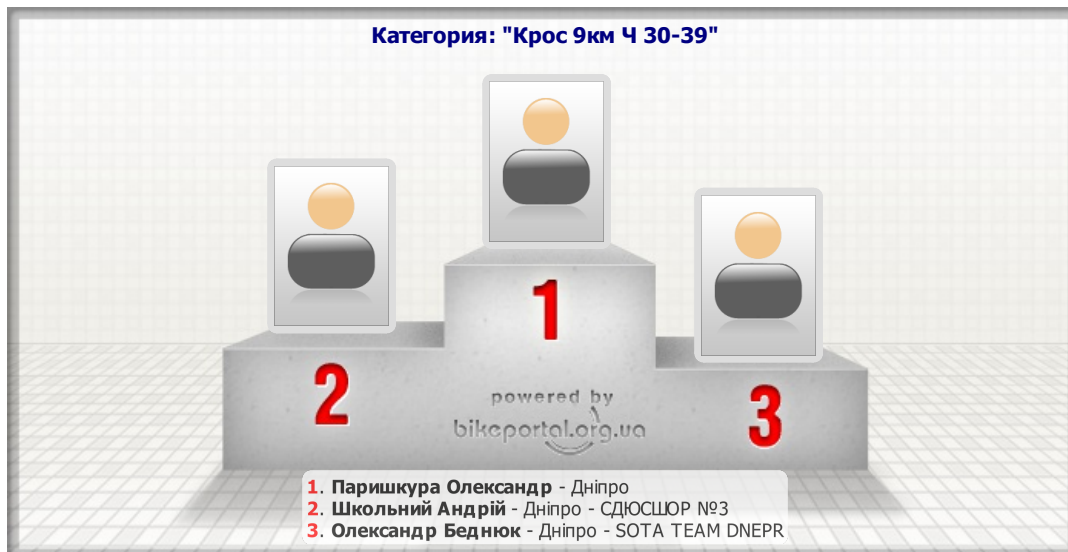 Категория: "Крос 9км Ч 30-39"
1
2
3
powered by
bikeportal.org.ua
1. Паришкура Олександр - Дніпро
2. Школьний Андрій - Дніпро - СДЮСШОР №3
3. Олександр Беднюк - Дніпро - SOTA TEAM DNEPR